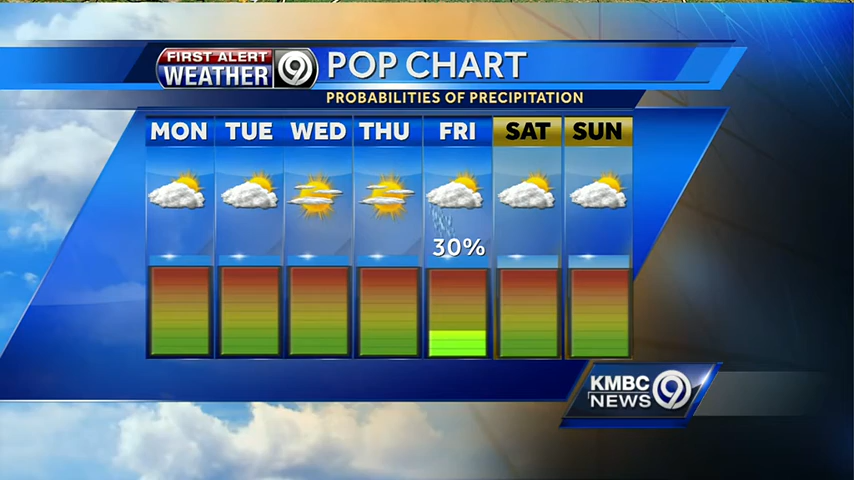 FIRST ALERT
WEATHER 9
POP CHART
PROBABILITIES OF PRECIPITATION
MON TUE WED THU FRI SAT SUN
30%
KMBC 9
NEWS